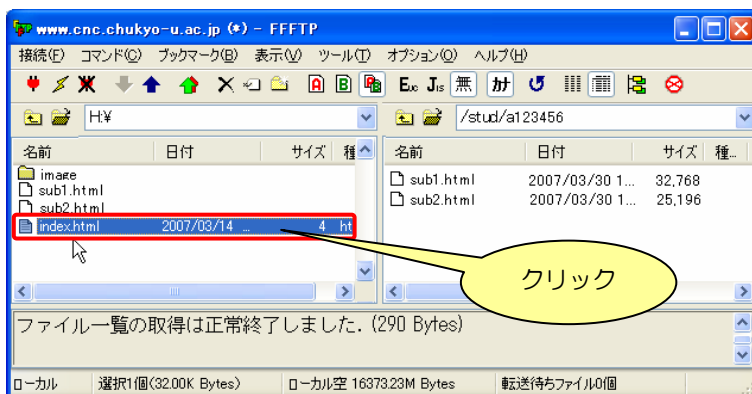 www.cnc.chukyo-u.ac.jp (*) - FFFTP
接続(F) コマンド(C) ブックマーク(B) 表示(V) ツール(T) オプション(O) ヘルプ(H)
A B B Euc JIS 無 カナ
H:¥ /stud/a123456
名前 日付 サイズ 種 名前 日付 サイズ 種...
image
sub1.html sub1.html 2007/03/30 1... 32,768
sub2.html sub2.html 2007/03/30 1... 25,196
index.html 2007/03/14 ... 4 ht
クリック
ファイル一覧の取得は正常終了しました. (290 Bytes)
ローカル 選択1個(32.00K Bytes) ローカル空 16373.23M Bytes 転送待ちファイル0個